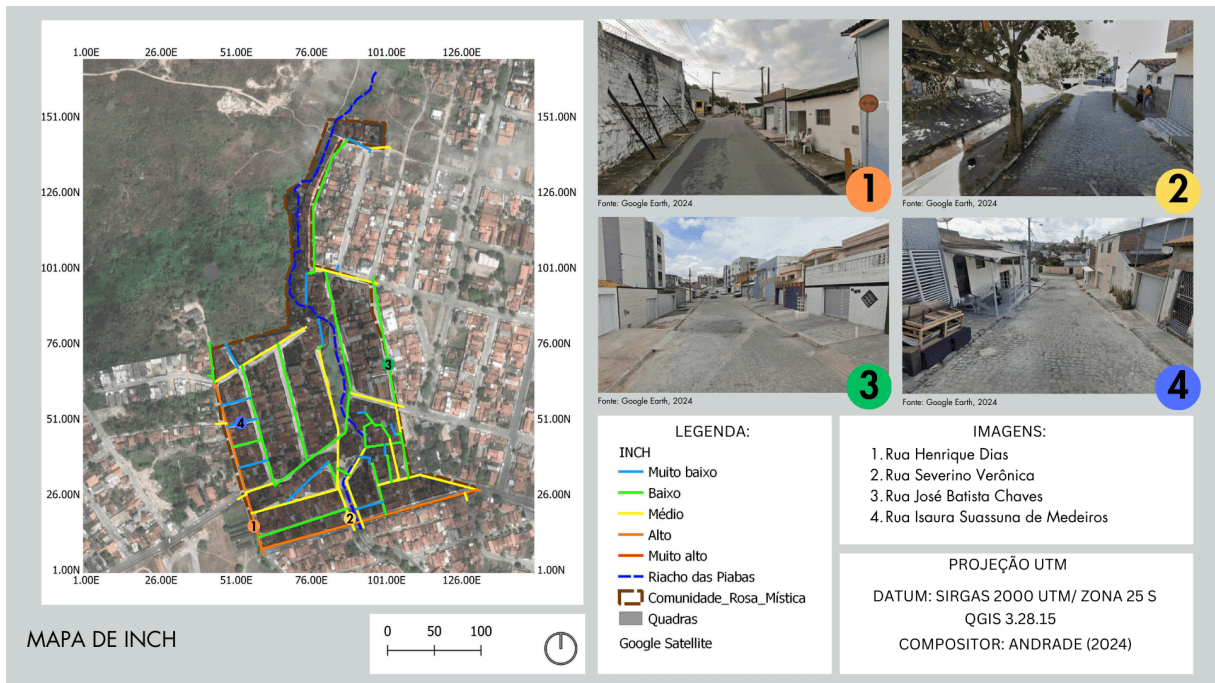 1.00E 26.00E 51.00E 76.00E 101.00E 126.00E
151.00N 151.00N
126.00N 126.00N
101.00N 101.00N
76.00N 76.00N
51.00N 51.00N
26.00N 26.00N
1.00N 1.00N
1.00E 26.00E 51.00E 76.00E 101.00E 126.00E
3
4
1
2
MAPA DE INCH
0 50 100
1
Fonte: Google Earth, 2024
2
Fonte: Google Earth, 2024
3
Fonte: Google Earth, 2024
4
Fonte: Google Earth, 2024
LEGENDA:
INCH
Muito baixo
Baixo
Médio
Alto
Muito alto
Riacho das Piabas
Comunidade_Rosa_Mística
Quadras
Google Satellite
IMAGENS:
1. Rua Henrique Dias
2. Rua Severino Verônica
3. Rua José Batista Chaves
4. Rua Isaura Suassuna de Medeiros
PROJEÇÃO UTM
DATUM: SIRGAS 2000 UTM/ ZONA 25 S
QGIS 3.28.15
COMPOSITOR: ANDRADE (2024)